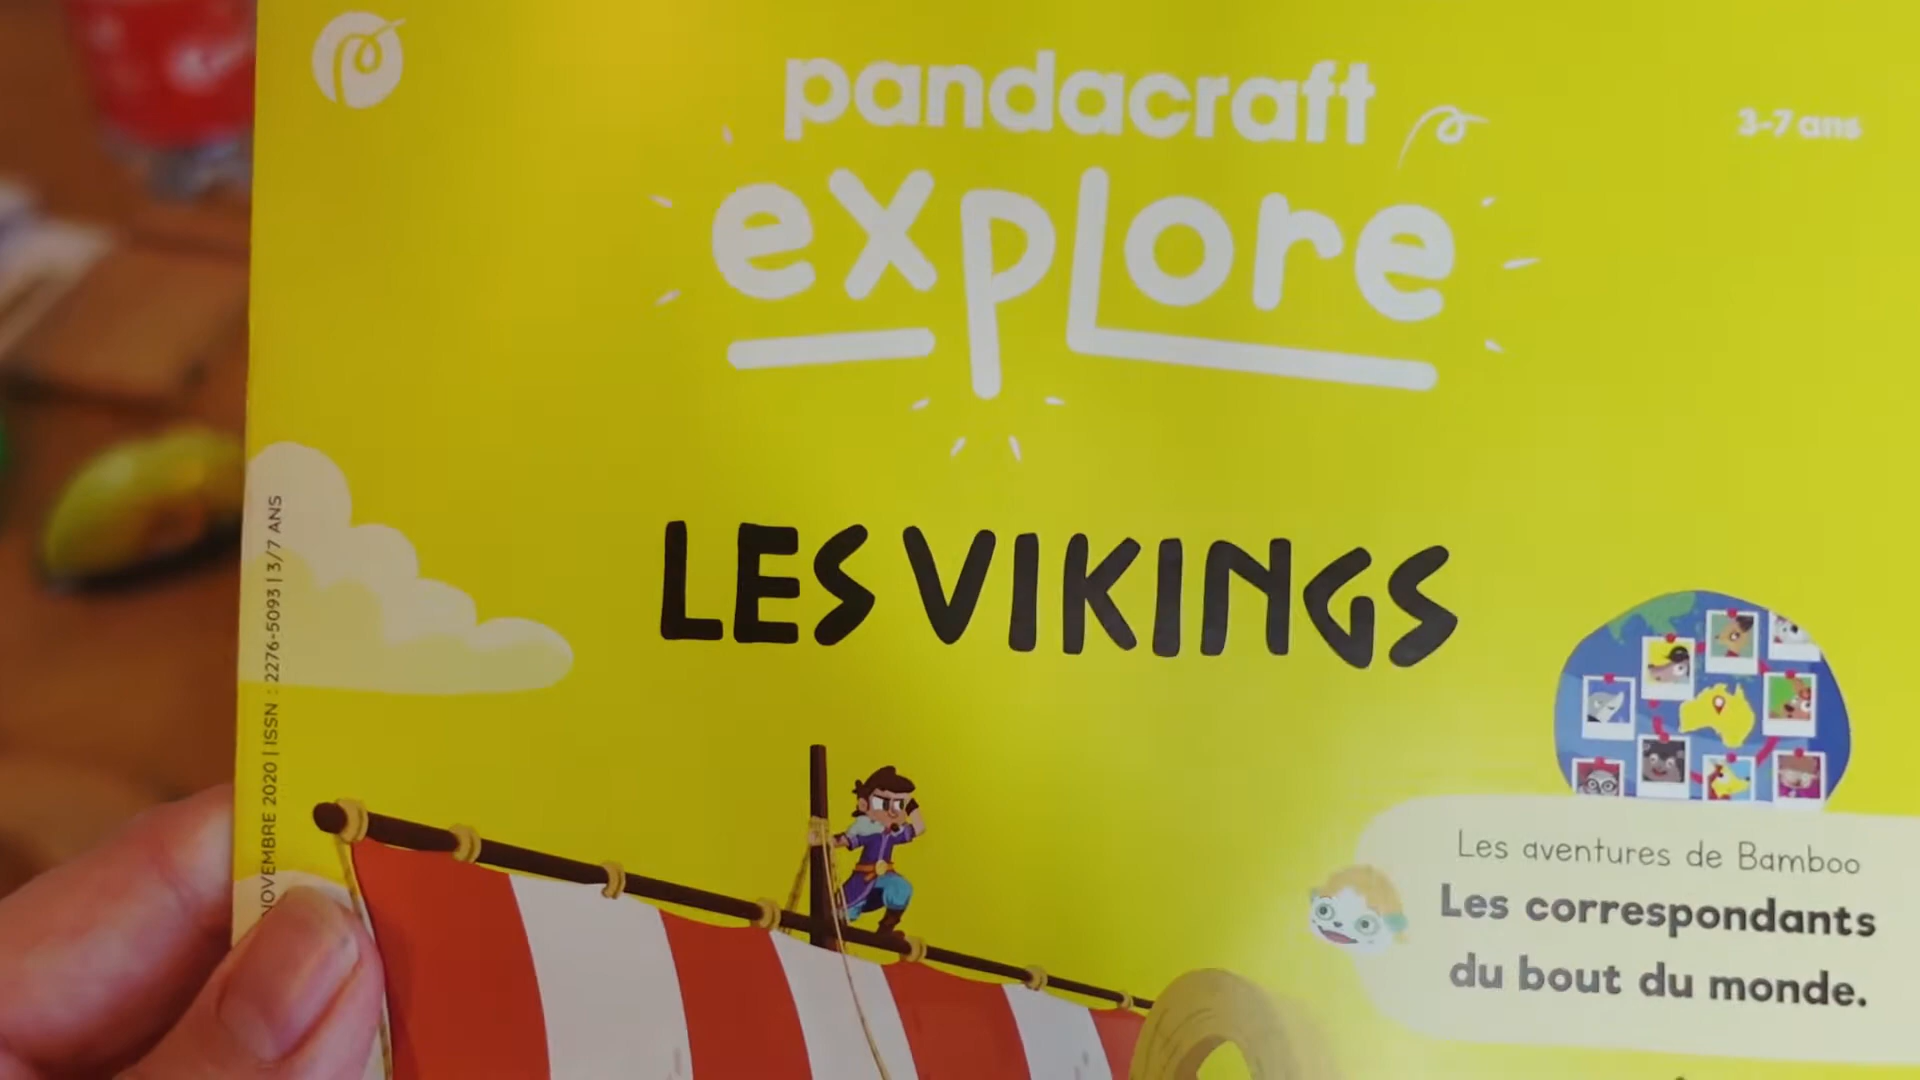 pandacraft
3-7 ans
explore
LES VIKINGS
NOVEMBRE 2020 | ISSN : 2276-5093 | 3/7 ANS
Les aventures de Bamboo
Les correspondants
du bout du monde.